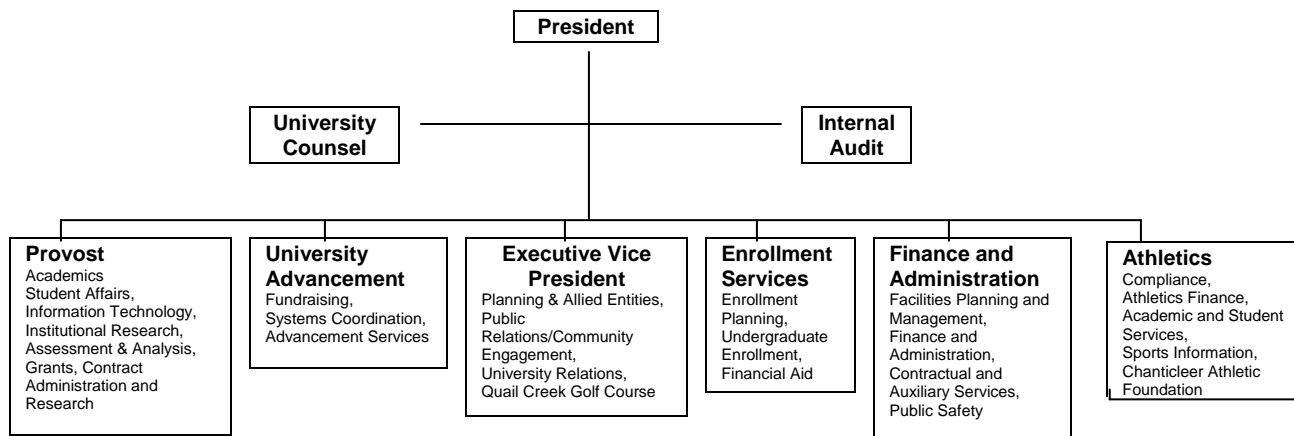 President
University
Counsel
Internal
Audit
Provost
Academics
Student Affairs,
Information Technology,
Institutional Research,
Assessment & Analysis,
Grants, Contract
Administration and
Research
University
Advancement
Fundraising,
Systems Coordination,
Advancement Services
Executive Vice
President
Planning & Allied Entities,
Public
Relations/Community
Engagement,
University Relations,
Quail Creek Golf Course
Enrollment
Services
Enrollment
Planning,
Undergraduate
Enrollment,
Financial Aid
Finance and
Administration
Facilities Planning and
Management,
Finance and
Administration,
Contractual and
Auxiliary Services,
Public Safety
Athletics
Compliance,
Athletics Finance,
Academic and Student
Services,
Sports Information,
Chanticleer Athletic
Foundation